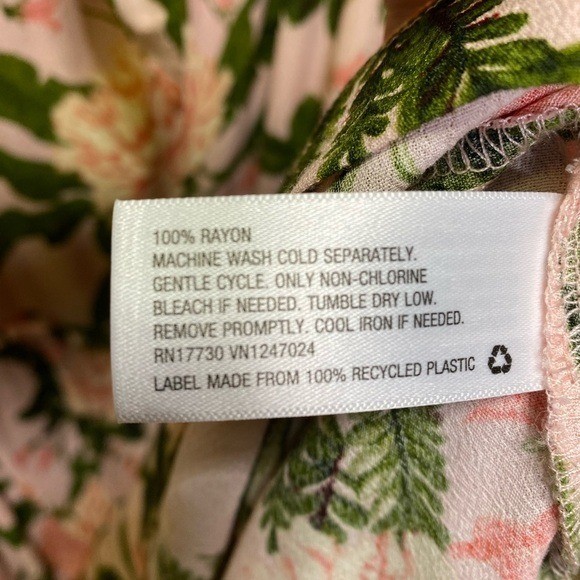 100% RAYON
MACHINE WASH COLD SEPARATELY.
GENTLE CYCLE. ONLY NON-CHLORINE
BLEACH IF NEEDED. TUMBLE DRY LOW.
REMOVE PROMPTLY. COOL IRON IF NEEDED.
RN17730 VN1247024
LABEL MADE FROM 100% RECYCLED PLASTIC